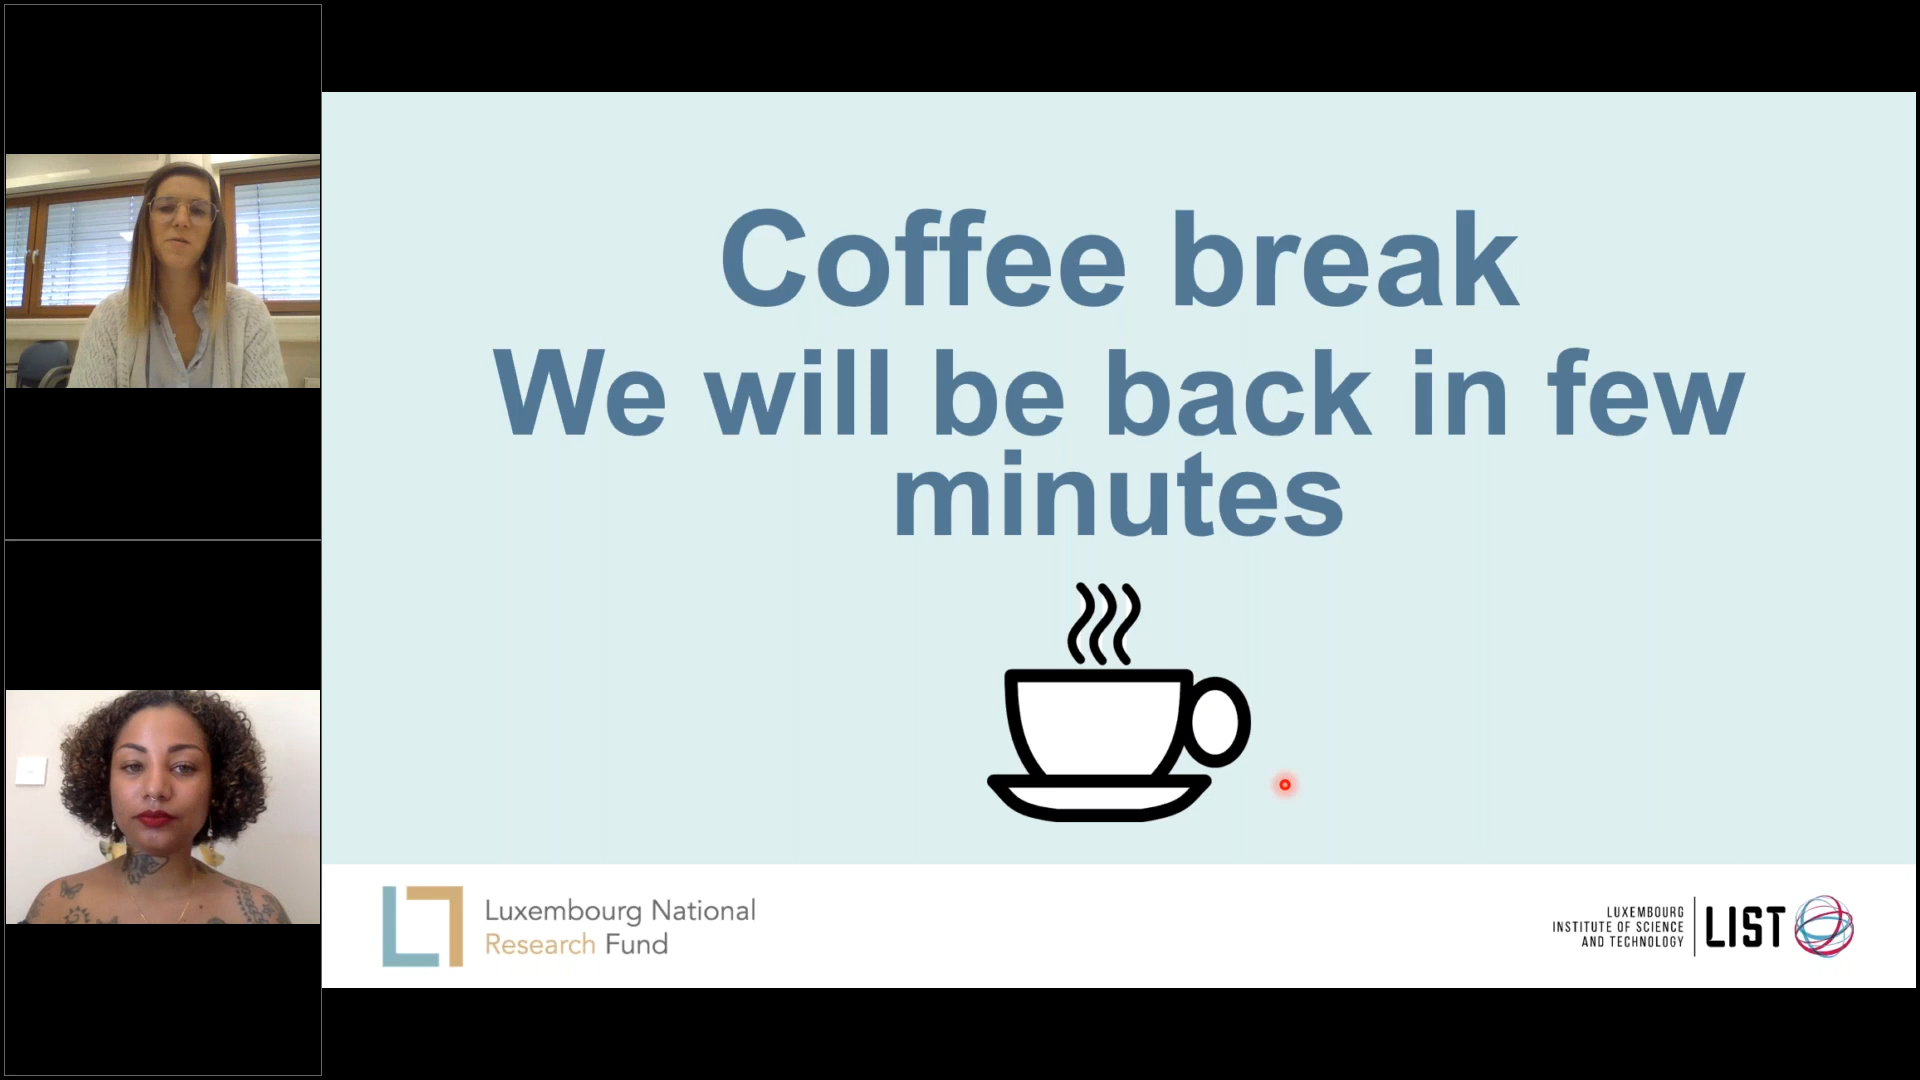 Coffee break
We will be back in few
minutes
Luxembourg National
Research Fund
LUXEMBOURG
INSTITUTE OF SCIENCE
AND TECHNOLOGY
LIST